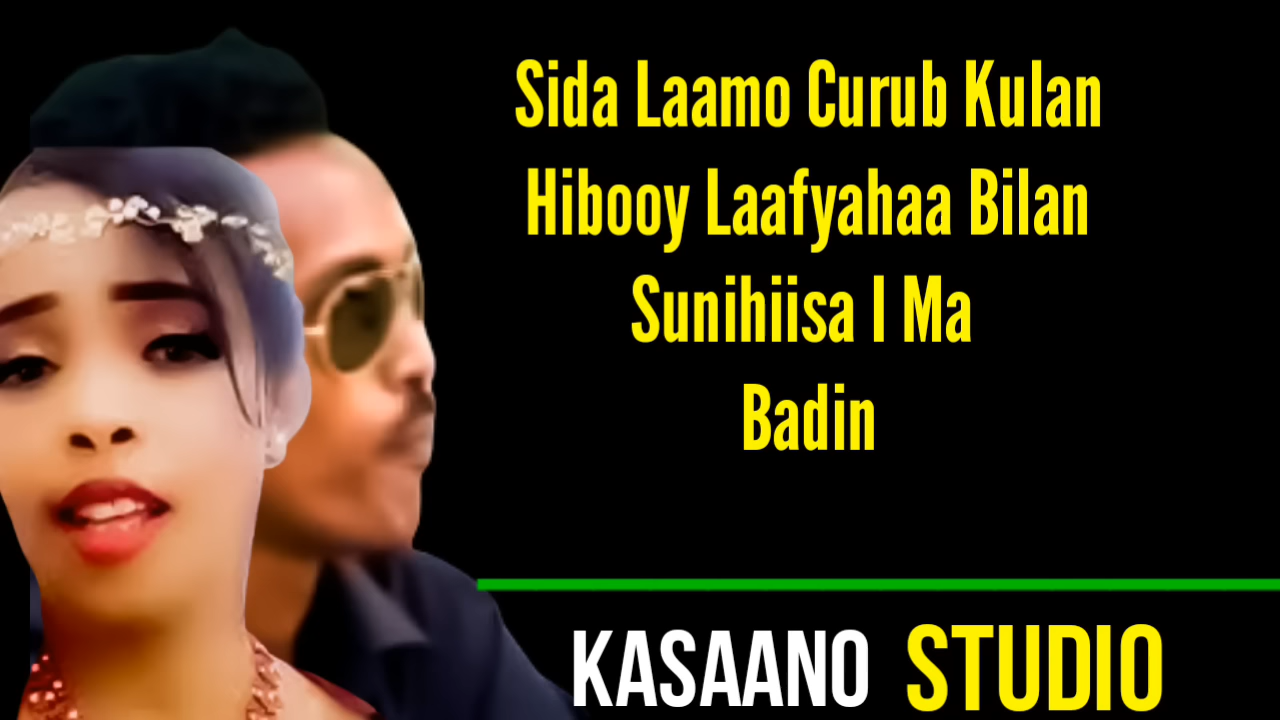 Sida Laamo Curub Kulan
Hibooy Laafyahaa Bilan
Sunihiisa I Ma
Badin
KASAANO STUDIO